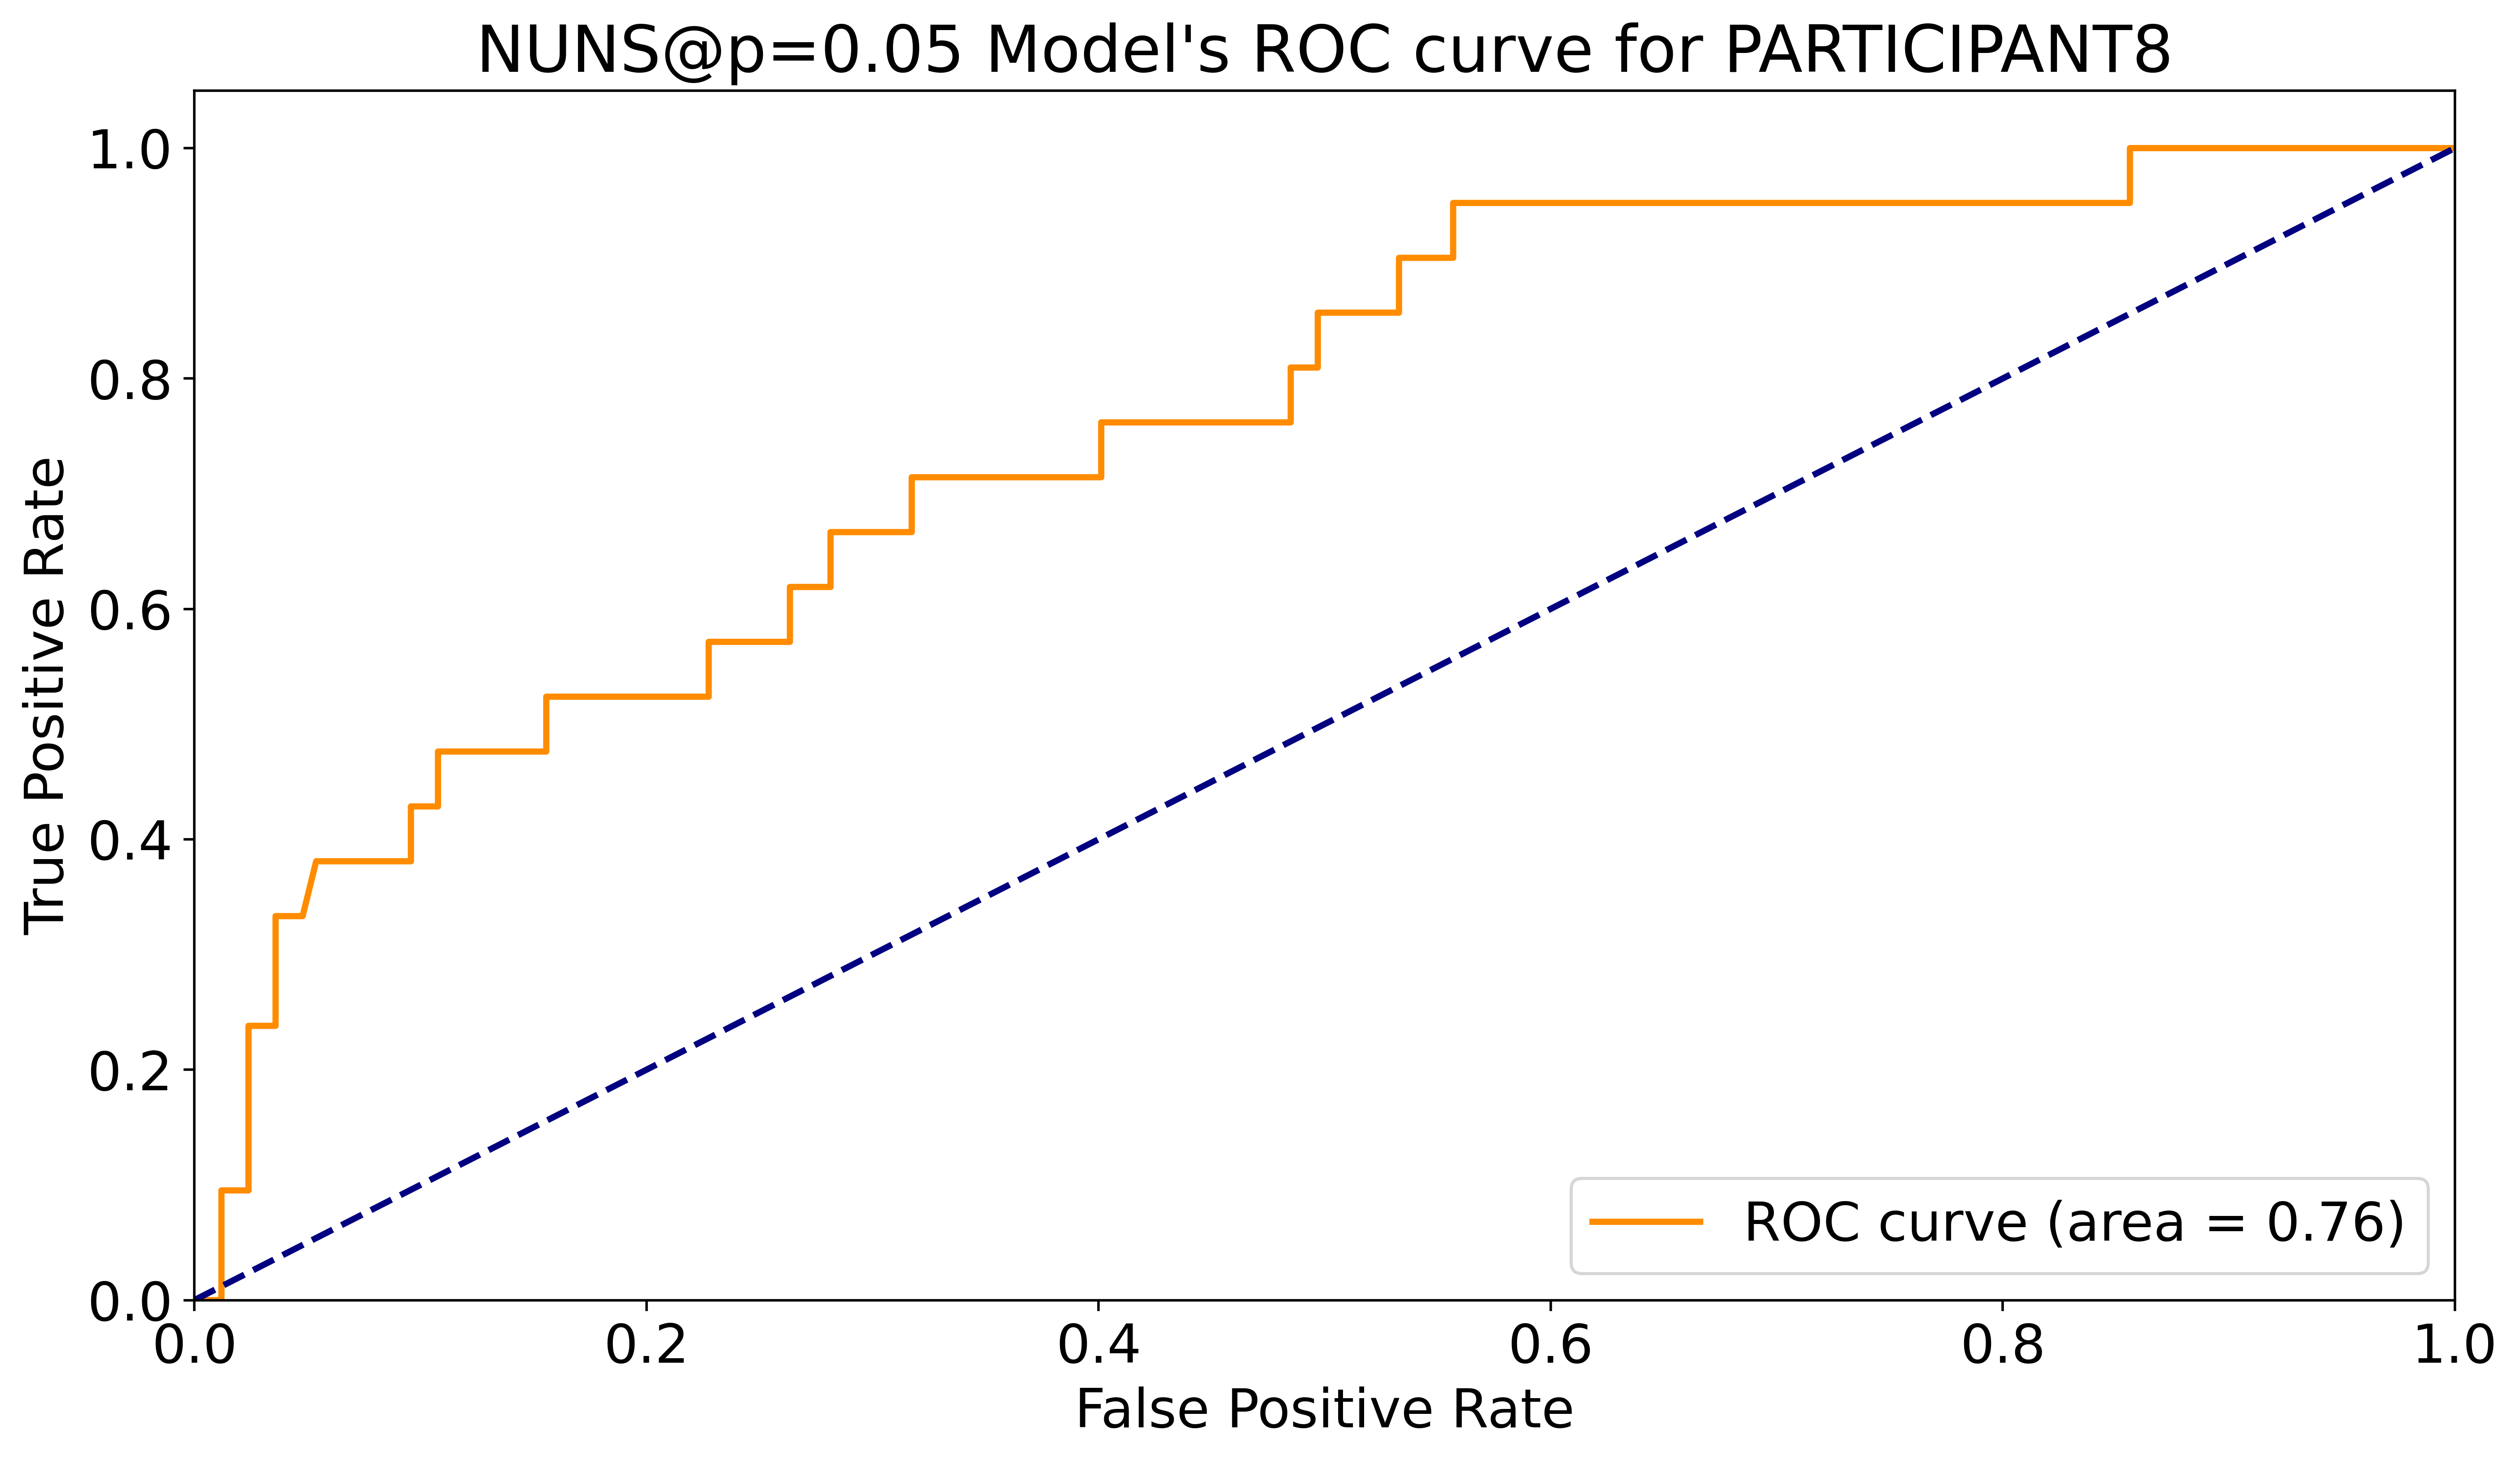 NUNS@p=0.05 Model's ROC curve for PARTICIPANT8
True Positive Rate
1.0
0.8
0.6
0.4
0.2
0.0
0.0 0.2 0.4 0.6 0.8 1.0
False Positive Rate
ROC curve (area = 0.76)